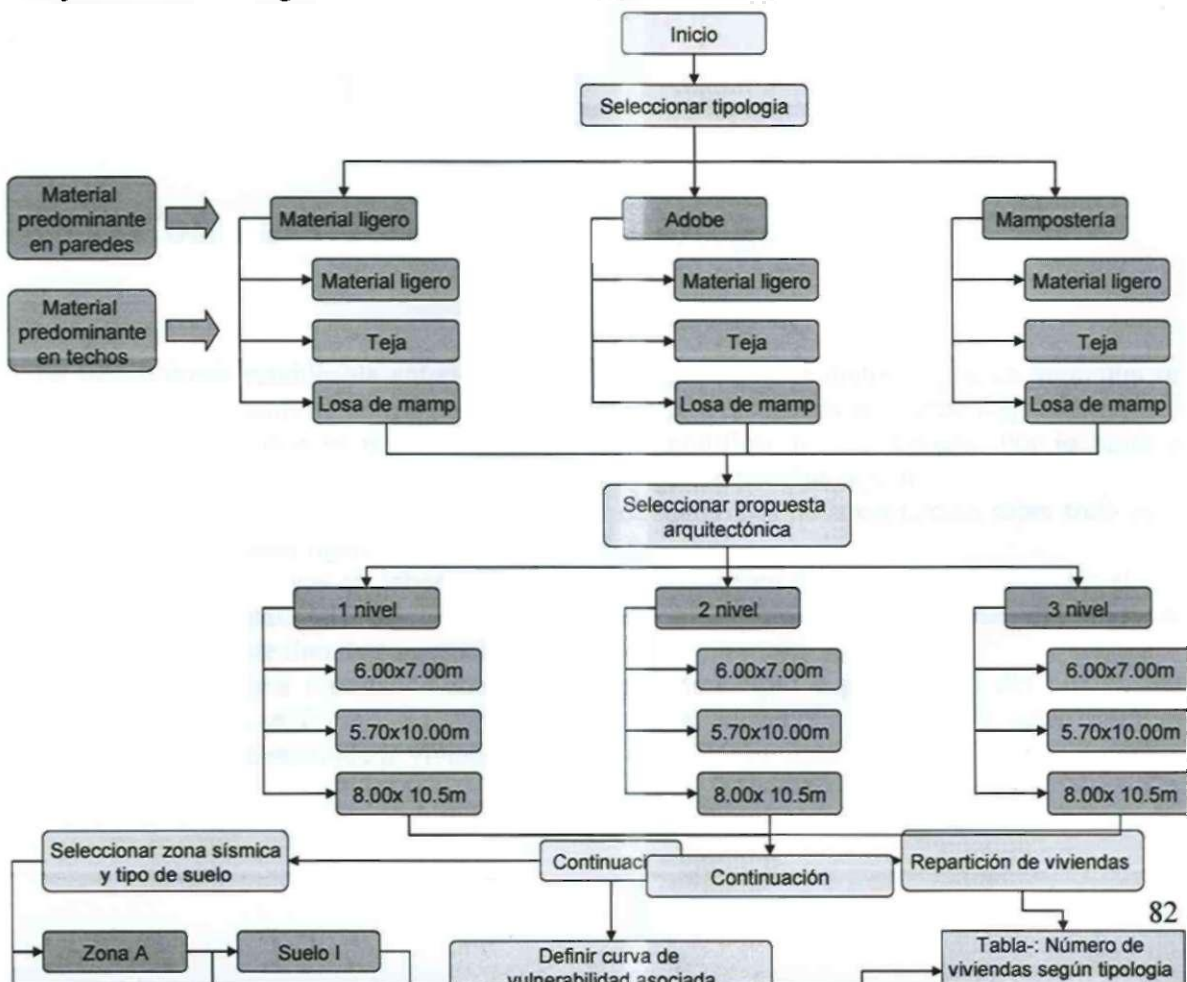 Inicio
Seleccionar tipologia
Material
predominante
en paredes
Material ligero
Adobe
Mampostería
Material ligero
Material ligero
Material ligero
Material
predominante
en techos
Teja
Teja
Teja
Losa de mamp
Losa de mamp
Losa de mamp
Seleccionar propuesta
arquitectónica
1 nivel
2 nivel
3 nivel
6.00x7.00m
6.00x7.00m
6.00x7.00m
5.70x10.00m
5.70x10.00m
5.70x10.00m
8.00x 10.5m
8.00x 10.5m
8.00x 10.5m
Seleccionar zona sísmica
y tipo de suelo
Continuaci
Continuación
Repartición de viviendas
82
Zona A
Suelo I
Definir curva de
vulnerabilidad asociada
Tabla-: Número de
viviendas según tipologia